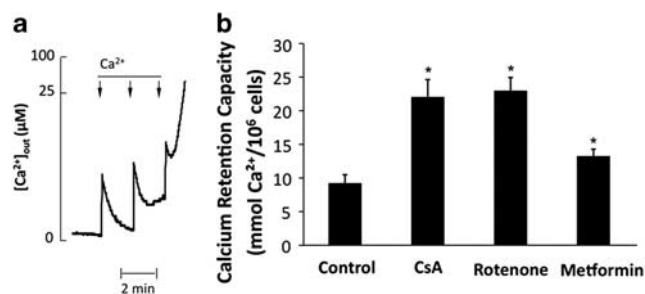 a
100
25
0
[Ca²⁺]out (μM)
Ca²⁺
2 min
b
Calcium Retention Capacity
(mmol Ca²⁺/10⁶ cells)
30
25
20
15
10
5
0
* * *
Control CsA Rotenone Metformin